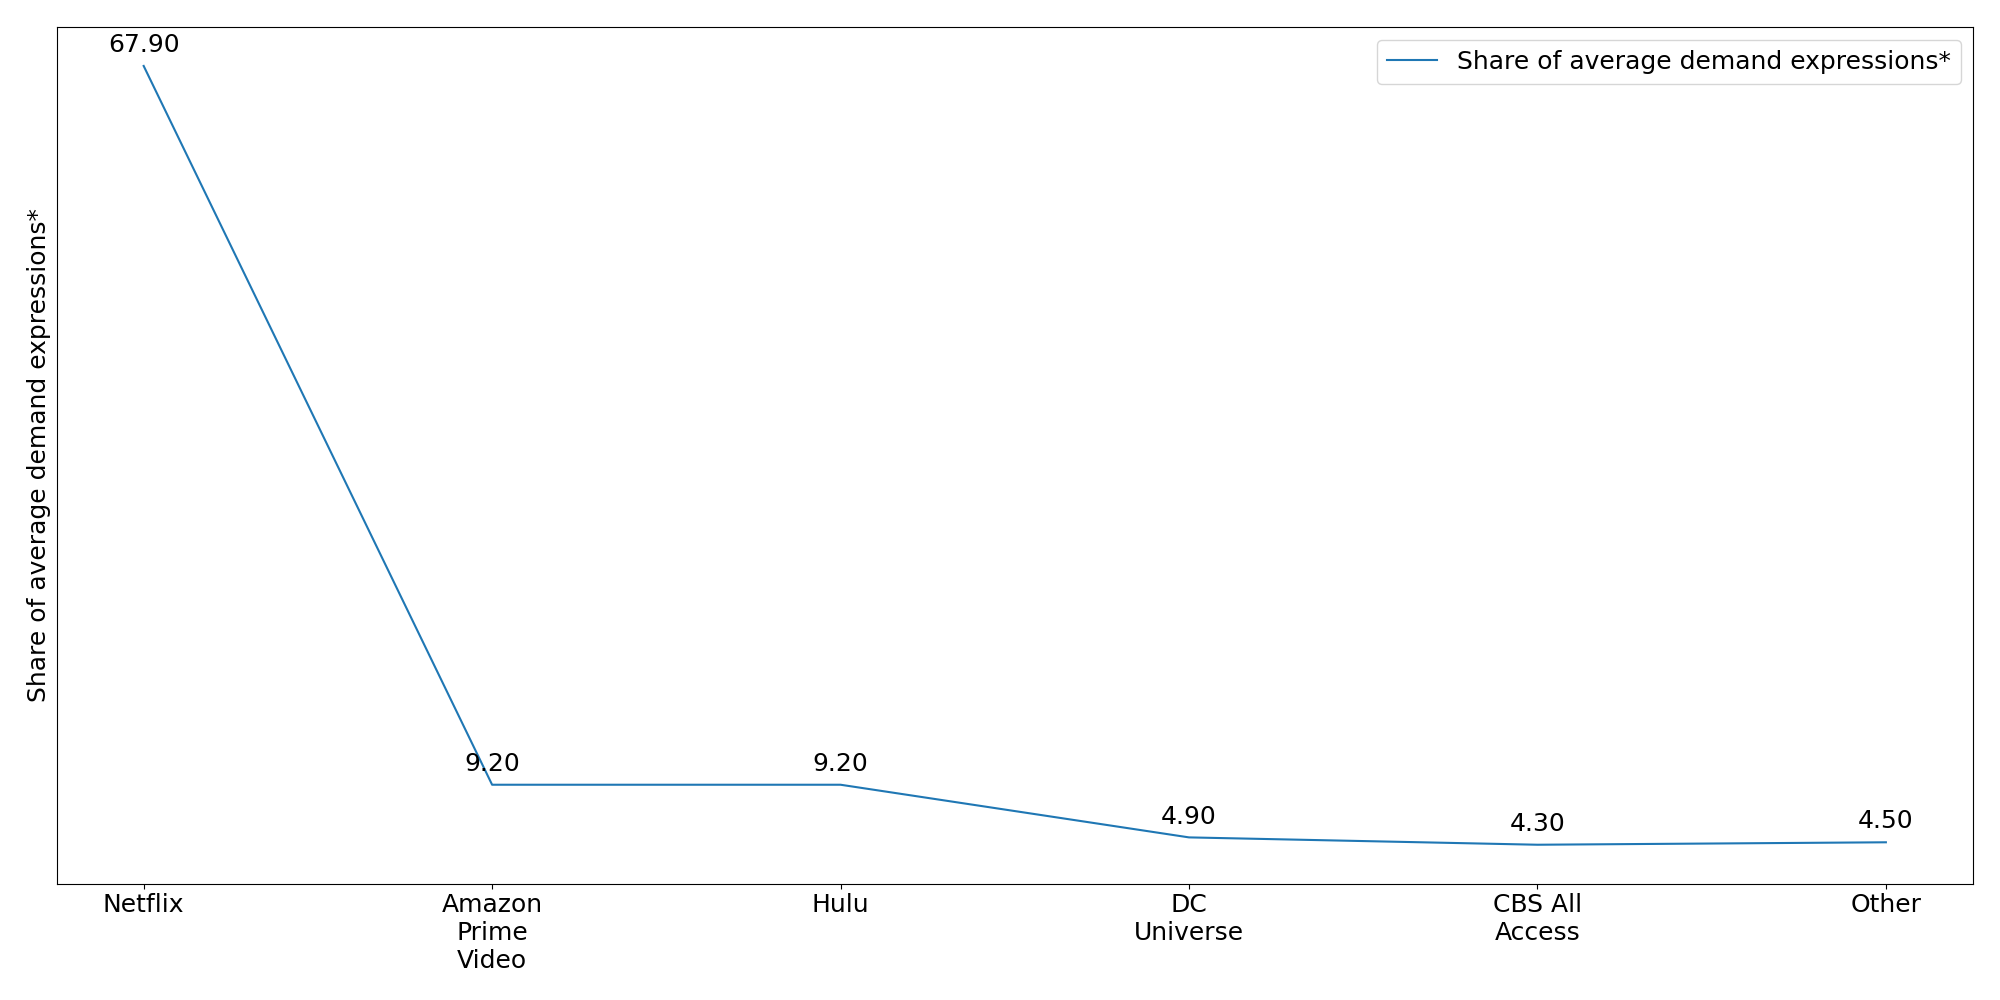 67.90
Share of average demand expressions*
Share of average demand expressions*
9.20
9.20
4.90
4.30
4.50
Netflix
Amazon
Prime
Video
Hulu
DC
Universe
CBS All
Access
Other